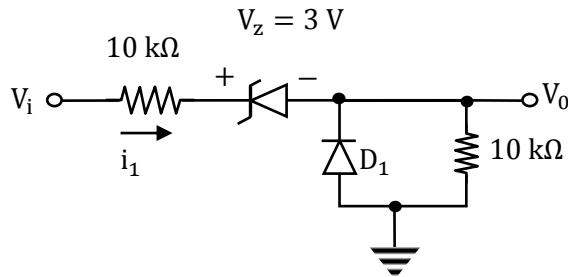 V_z = 3 V
10 kΩ
+ −
V_i
V_0
i_1
D_1
10 kΩ